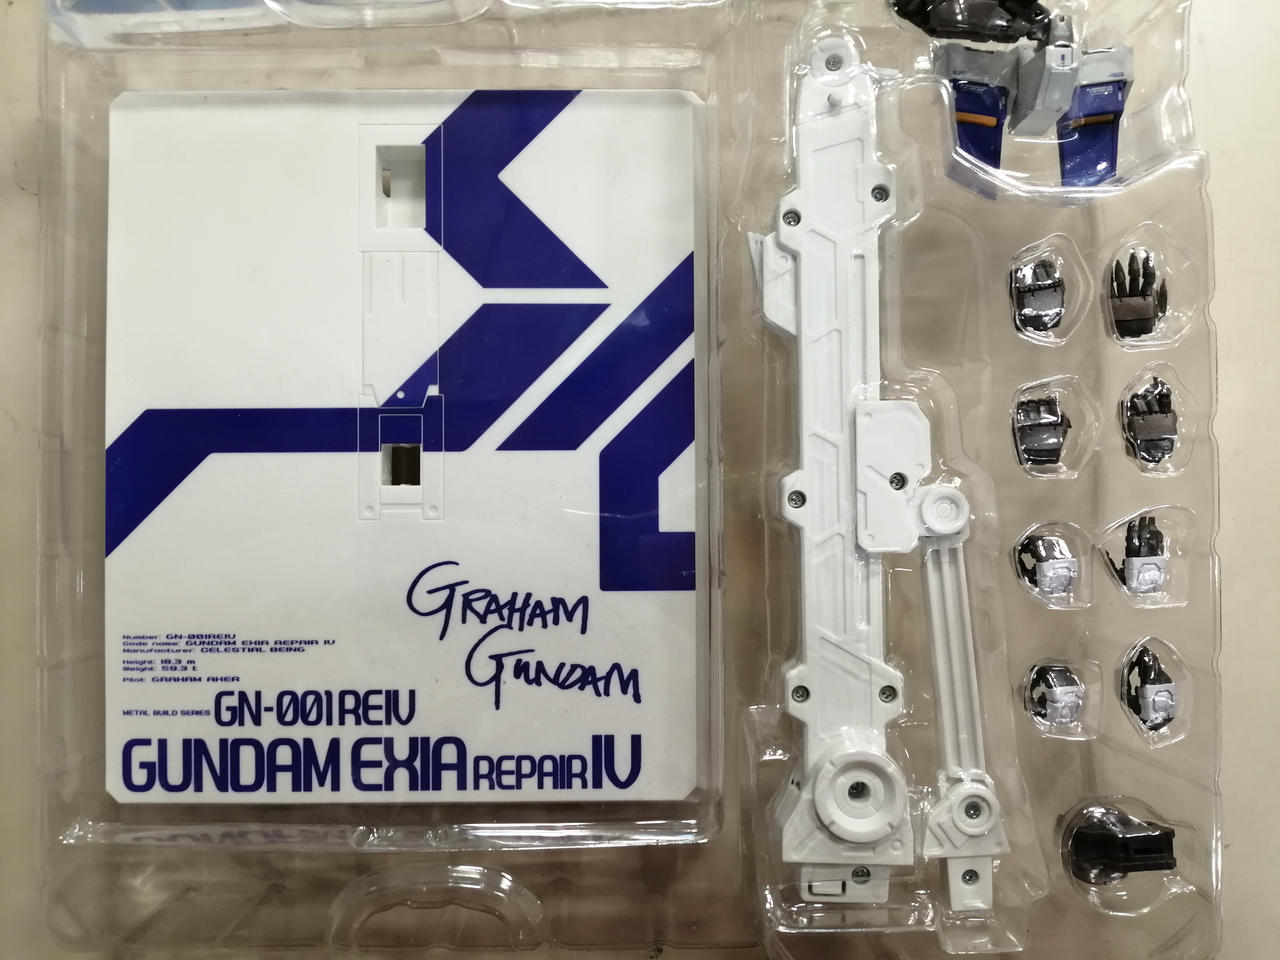 GRAHAM
GUNDAM
Number: GN-001REIV
Code name: GUNDAM EXIA REPAIR IV
Manufacturer: CELESTIAL BEING
Height: 18.3 m
Weight: 59.3 t
Pilot: GRAHAM AKER
METAL BUILD SERIES GN-001REIV
GUNDAM EXIA REPAIR IV